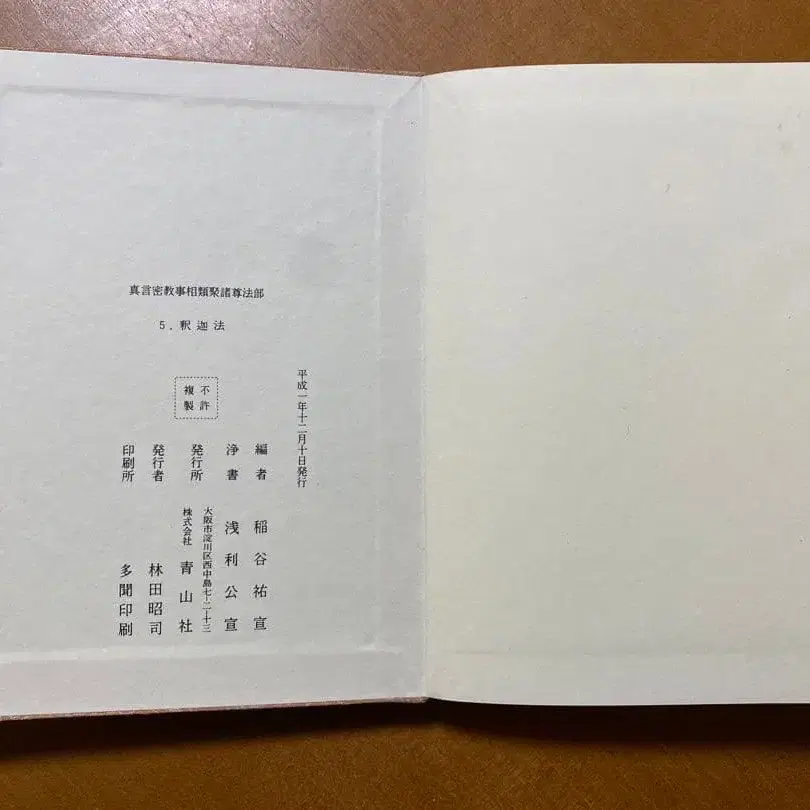 真言密教事相類聚諸尊法部
5. 釈迦法
不許
複製
平成一年十二月十日発行
編者 稲谷祐宣
浄書 浅利公宣
大阪市淀川区西中島七-二-十三
発行所 株式会社 青山社
発行者 林田昭司
印刷所 多聞印刷